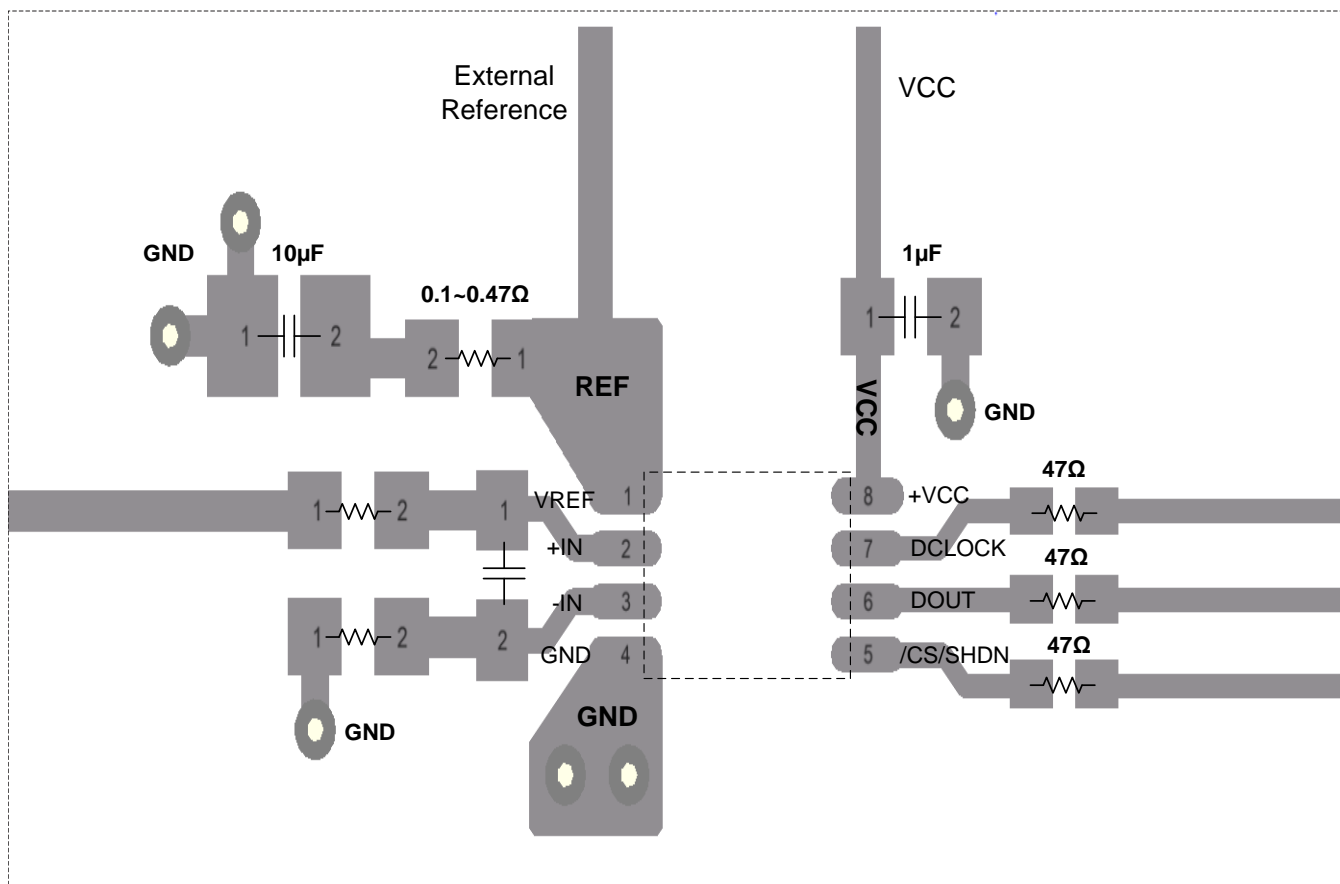 External
Reference
VCC
GND
10µF
1µF
0.1~0.47Ω
1
2
2
1
1
2
REF
VCC
GND
47Ω
1
2
1
VREF
1
8
+VCC
+IN
2
7
DCLOCK
47Ω
-IN
3
6
DOUT
1
2
2
47Ω
GND
4
5
/CS/SHDN
GND
GND